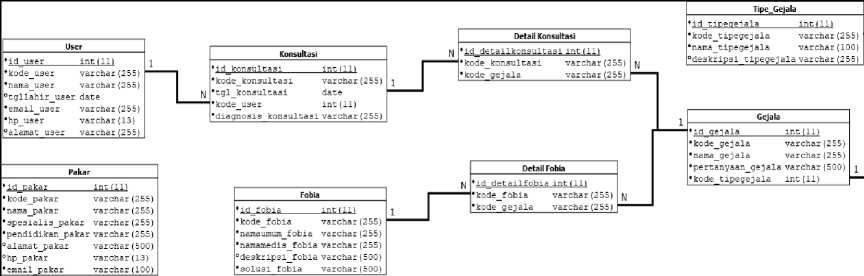 User
*id_user int(11)
*kode_user varchar(255)
*nama_user varchar(255)
otgllahir_user date
*email_user varchar(255)
*hp_user varchar(13)
oalamat_user varchar(255)
1
N
Konsultasi
*id_konsultasi int(11)
*kode_konsultasi varchar(255)
*tgl_konsultasi date
*kode_user int(11)
*diagnosis_konsultasi varchar(255)
1
N
Detail Konsultasi
*id_detailkonsultasi int(11)
*kode_konsultasi varchar(255)
*kode_gejala varchar(255)
N
Tipe_Gejala
*id_tipegejala int(11)
*kode_tipegejala varchar(255)
*nama_tipegejala varchar(100)
odeskripsi_tipegejala varchar(255)
1
Gejala
*id_gejala int(11)
*kode_gejala varchar(255)
*nama_gejala varchar(255)
*pertanyaan_gejala varchar(500)
*kode_tipegejala int(11)
1
Pakar
*id_pakar int(11)
*kode_pakar varchar(255)
*nama_pakar varchar(255)
*spesialis_pakar varchar(255)
*pendidikan_pakar varchar(255)
oalamat_pakar varchar(500)
ohp_pakar varchar(13)
*email_pakar varchar(100)
Fobia
*id_fobia int(11)
*kode_fobia varchar(255)
*namaumum_fobia varchar(255)
*namamedis_fobia varchar(255)
odeskripsi_fobia varchar(500)
*solusi_fobia varchar(500)
1
N
Detail Fobia
*id_detailfobia int(11)
*kode_fobia varchar(255)
*kode_gejala varchar(255)
N